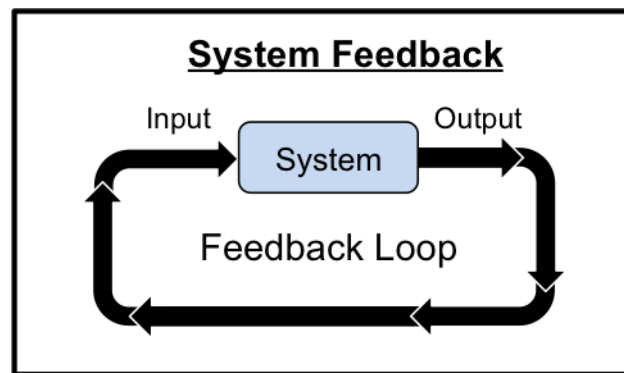 System Feedback
Input
Output
System
Feedback Loop